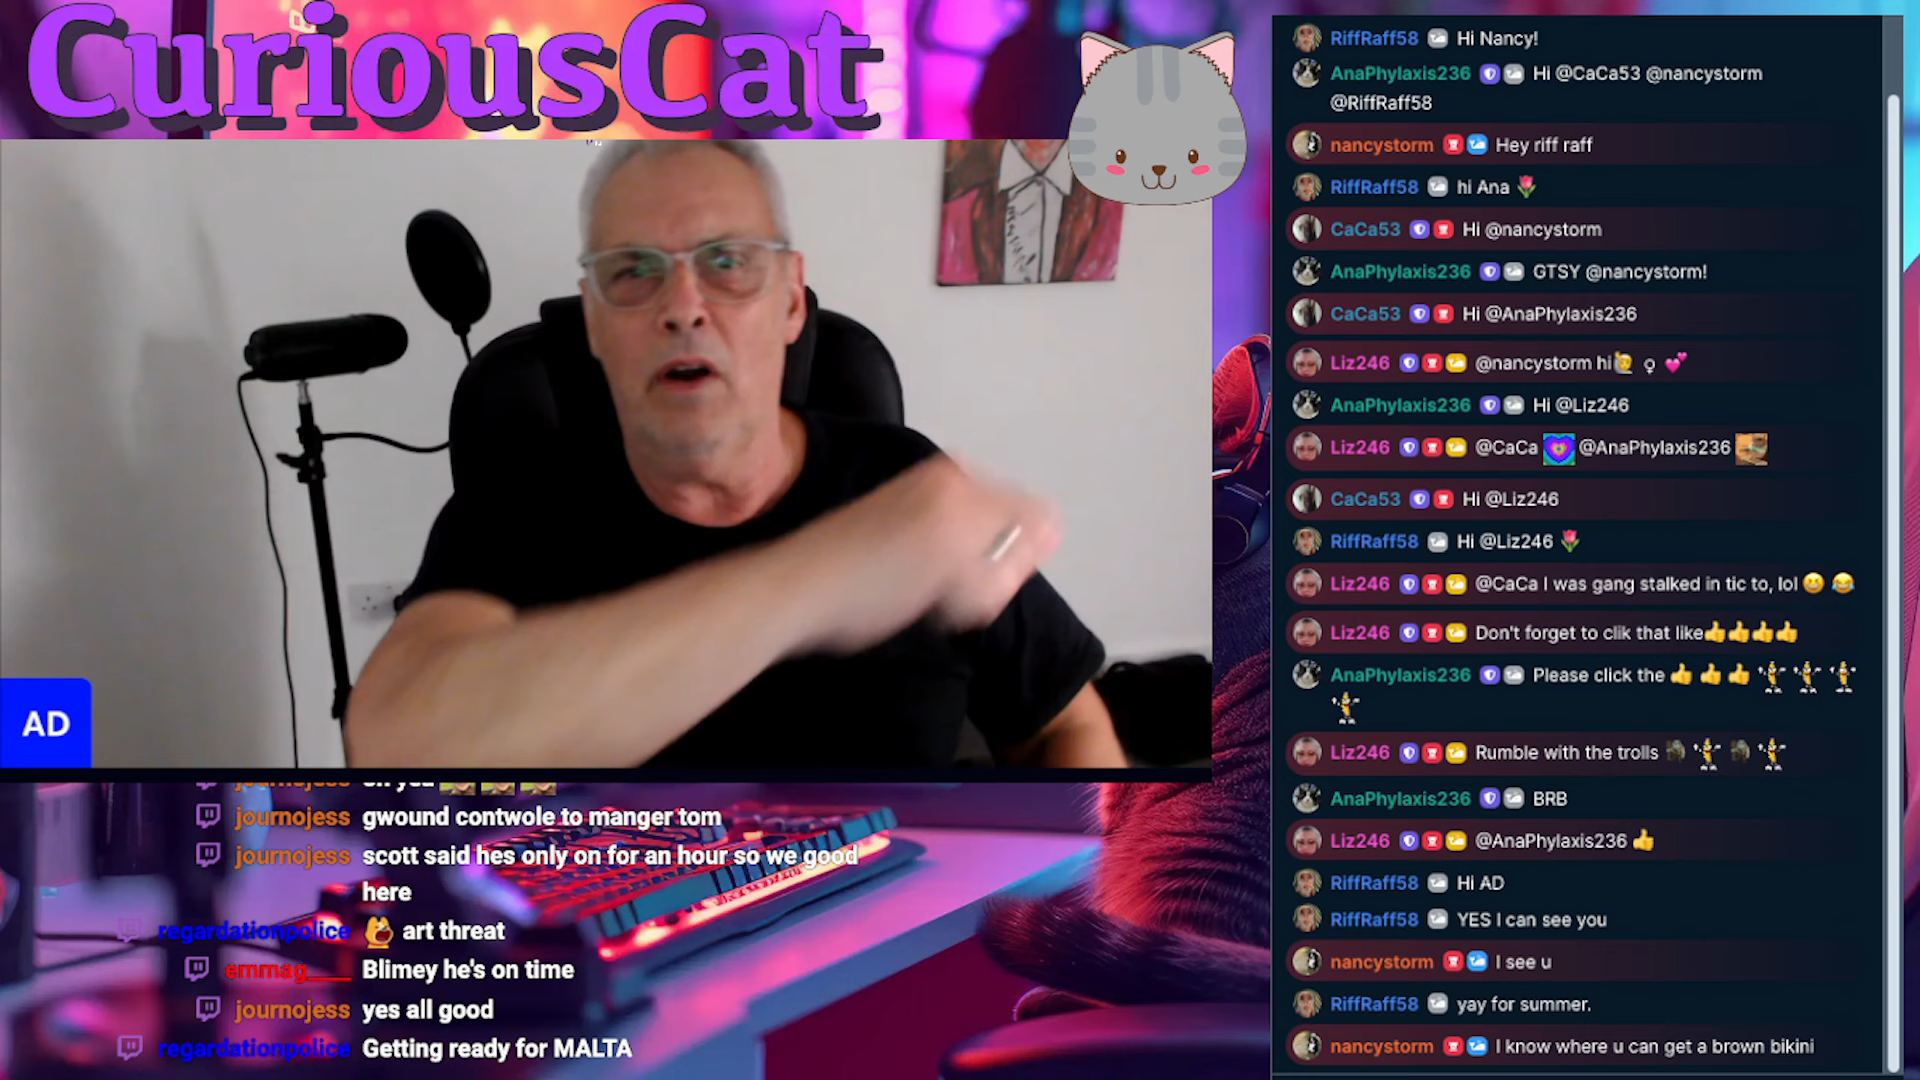 CuriousCat
AD
journojess oh yea
journojess gwound contwole to manger tom
journojess scott said hes only on for an hour so we good
here
regardationpolice art threat
emmag____ Blimey he's on time
journojess yes all good
regardationpolice Getting ready for MALTA
RiffRaff58 Hi Nancy!
AnaPhylaxis236 Hi @CaCa53 @nancystorm
@RiffRaff58
nancystorm Hey riff raff
RiffRaff58 hi Ana
CaCa53 Hi @nancystorm
AnaPhylaxis236 GTSY @nancystorm!
CaCa53 Hi @AnaPhylaxis236
Liz246 @nancystorm hi
AnaPhylaxis236 Hi @Liz246
Liz246 @CaCa @AnaPhylaxis236
CaCa53 Hi @Liz246
RiffRaff58 Hi @Liz246
Liz246 @CaCa I was gang stalked in tic to, lol
Liz246 Don't forget to clik that like
AnaPhylaxis236 Please click the
Liz246 Rumble with the trolls
AnaPhylaxis236 BRB
Liz246 @AnaPhylaxis236
RiffRaff58 Hi AD
RiffRaff58 YES I can see you
nancystorm I see u
RiffRaff58 yay for summer.
nancystorm I know where u can get a brown bikini